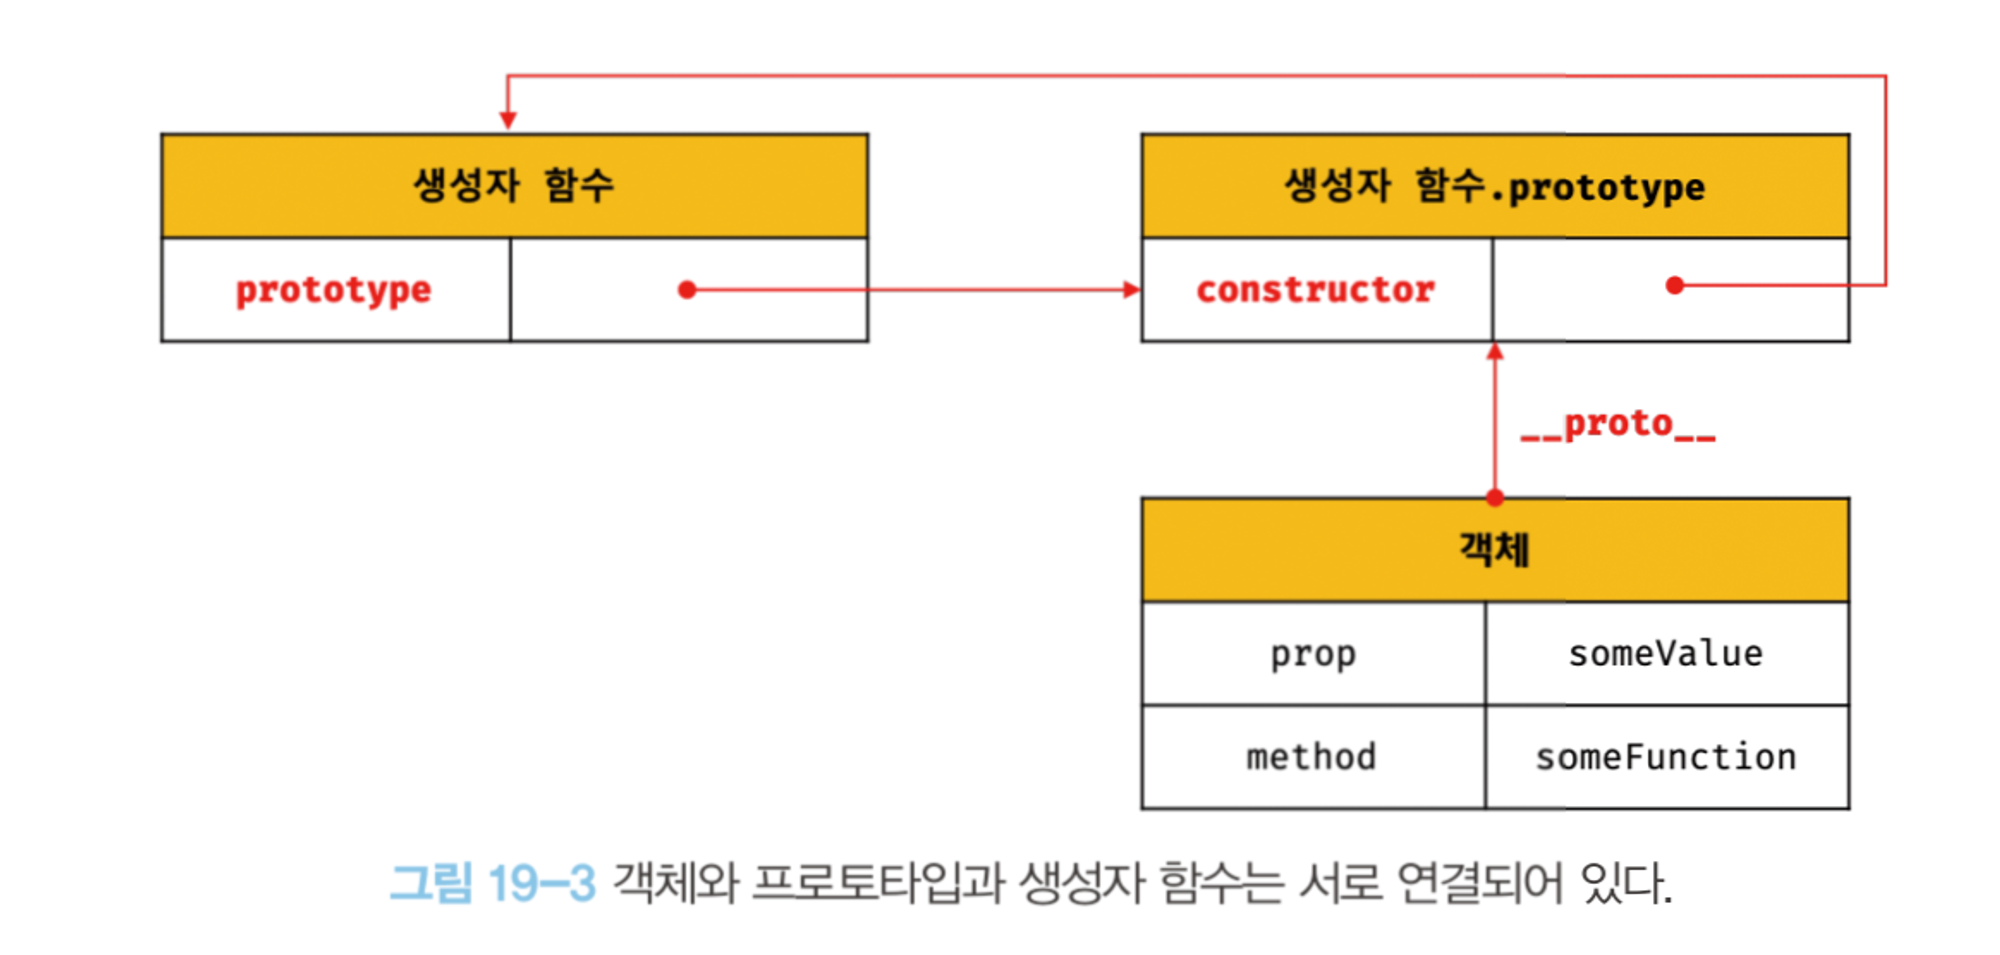 생성자 함수
생성자 함수.prototype
prototype
constructor
__proto__
객체
prop
someValue
method
someFunction
그림 19-3 객체와 프로토타입과 생성자 함수는 서로 연결되어 있다.